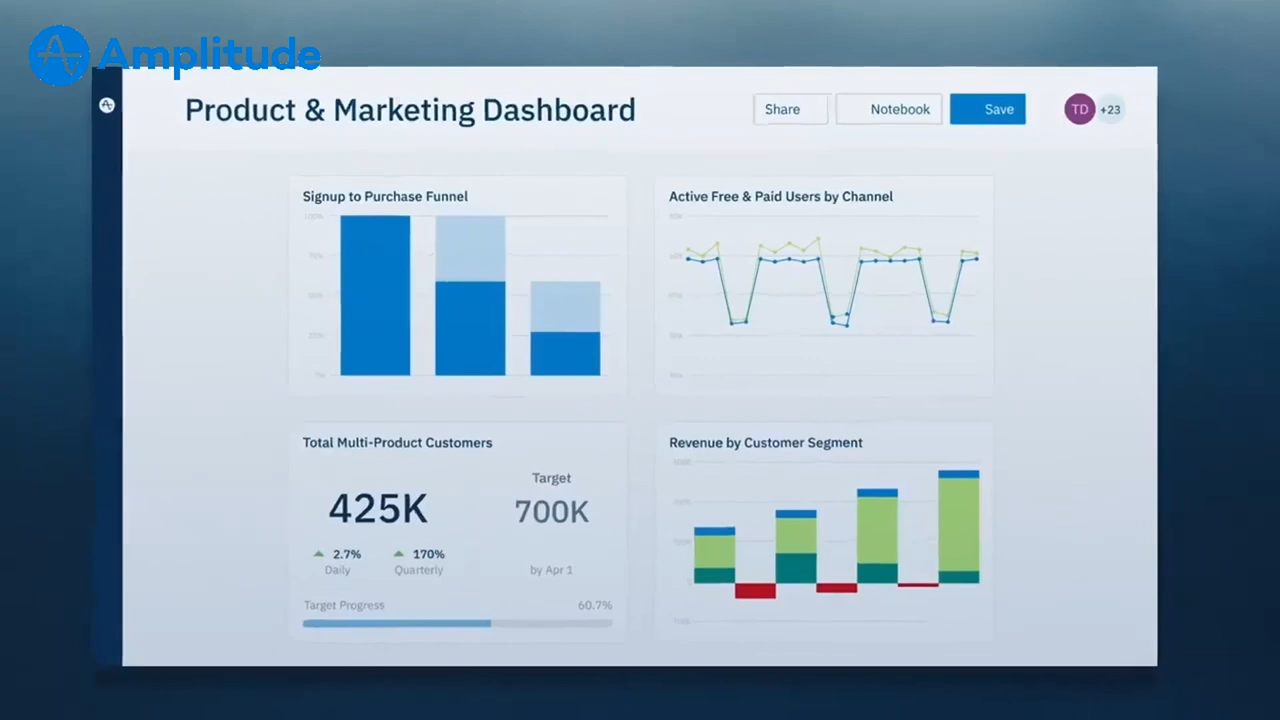 Amplitude
Product & Marketing Dashboard
Share
Notebook
Save
TD
+23
Signup to Purchase Funnel
100%
Active Free & Paid Users by Channel
Total Multi-Product Customers
425K
Target
700K
2.7%
Daily
170%
Quarterly
by Apr 1
Target Progress
60.7%
Revenue by Customer Segment